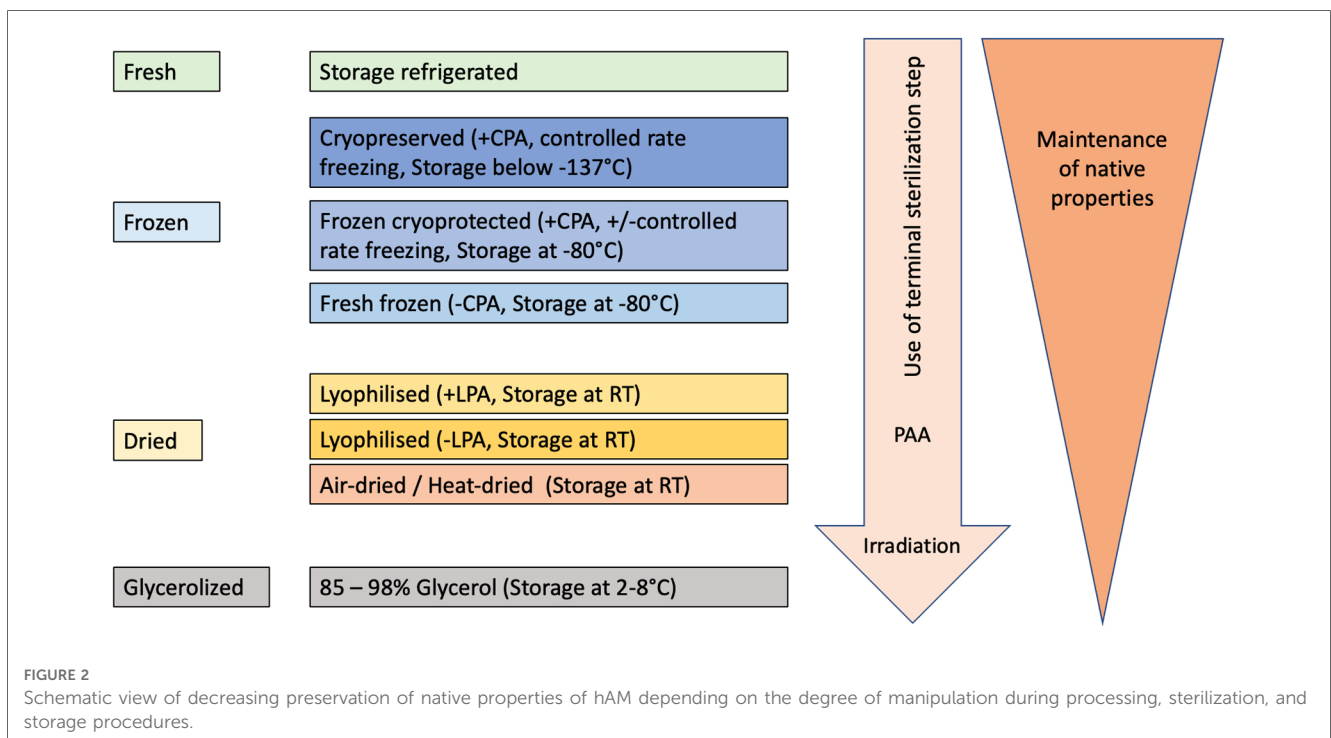 Fresh
Storage refrigerated
Cryopreserved (+CPA, controlled rate
freezing, Storage below -137°C)
Frozen
Frozen cryoprotected (+CPA, +/-controlled
rate freezing, Storage at -80°C)
Fresh frozen (-CPA, Storage at -80°C)
Lyophilised (+LPA, Storage at RT)
Dried
Lyophilised (-LPA, Storage at RT)
Air-dried / Heat-dried  (Storage at RT)
Glycerolized
85 – 98% Glycerol (Storage at 2-8°C)
Use of terminal sterilization step
PAA
Irradiation
Maintenance
of native
properties
FIGURE 2
Schematic view of decreasing preservation of native properties of hAM depending on the degree of manipulation during processing, sterilization, and
storage procedures.